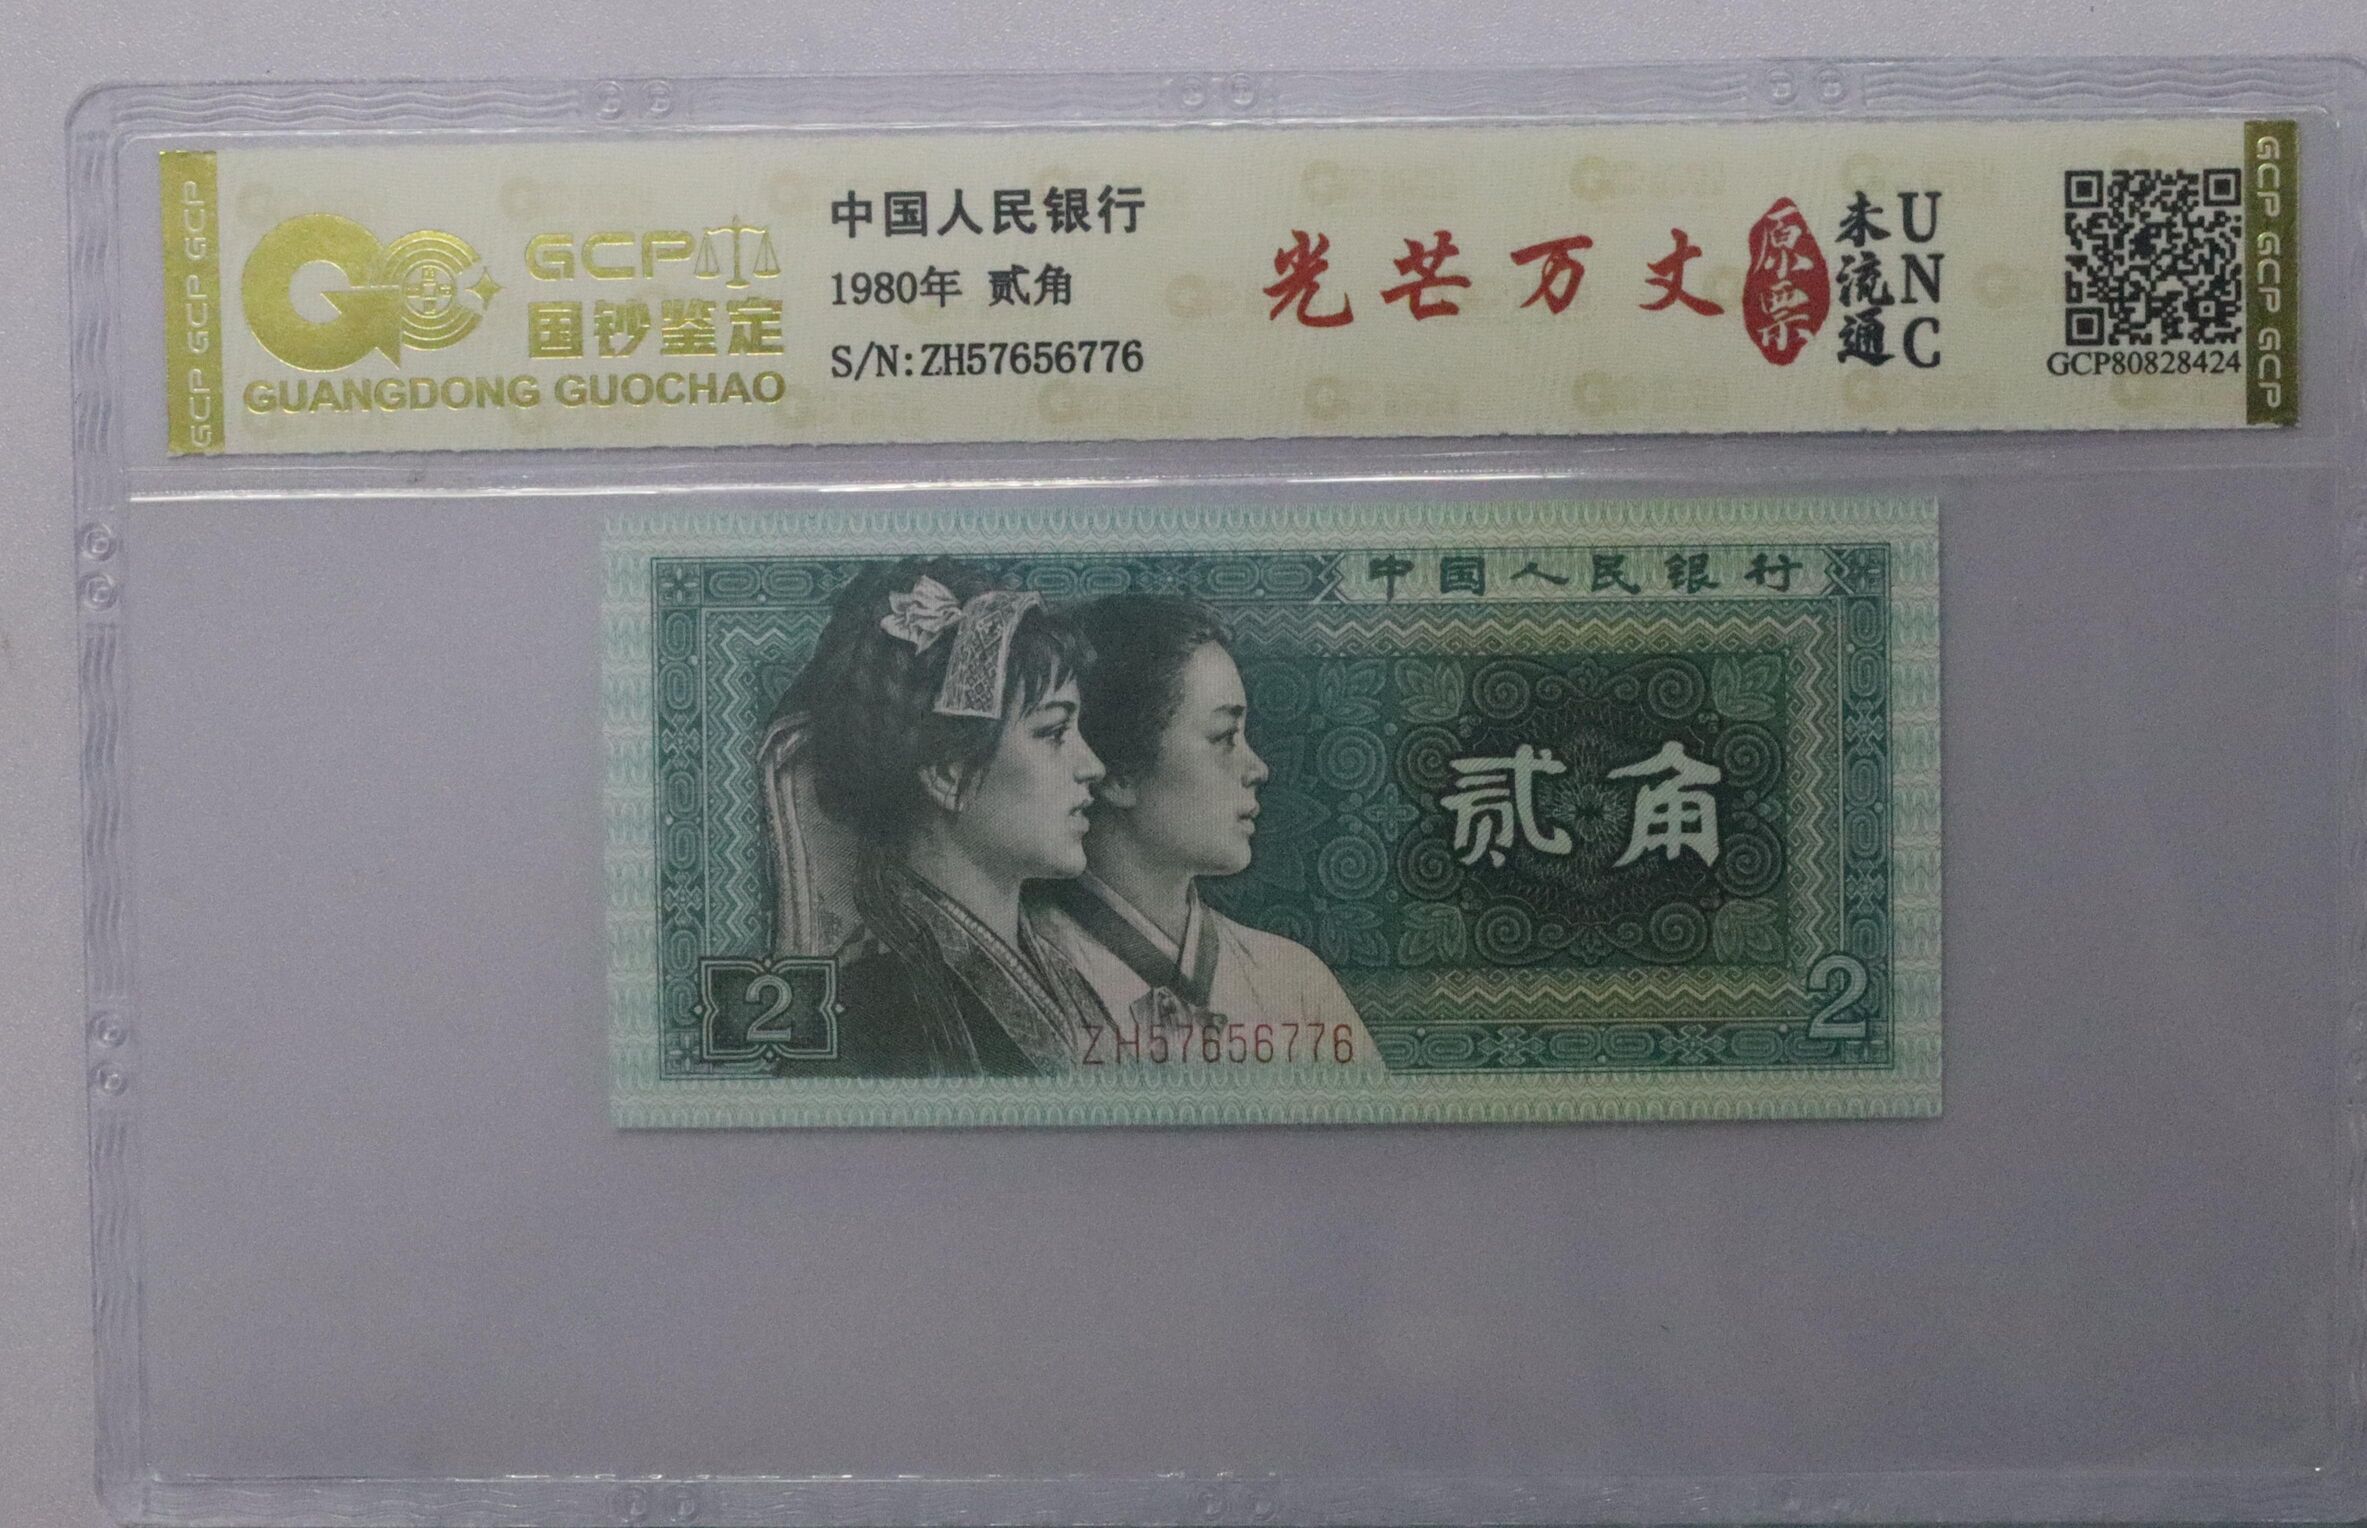 GCP GCP GCP
GCP
国钞鉴定
GUANGDONG GUOCHAO
中国人民银行
1980年 贰角
S/N:ZH57656776
光芒万丈
原票
未流通
UNC
GCP80828424
GCP GCP GCP
中国人民银行
贰角
2
2
ZH57656776